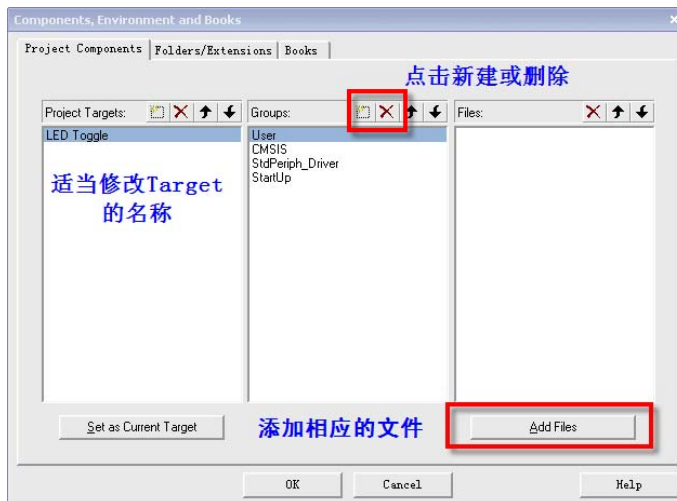 Components, Environment and Books
Project Components
Folders/Extensions
Books
点击新建或删除
Project Targets:
Groups:
Files:
LED Toggle
User
CMSIS
StdPeriph_Driver
StartUp
适当修改Target
的名称
Set as Current Target
添加相应的文件
Add Files
OK
Cancel
Help